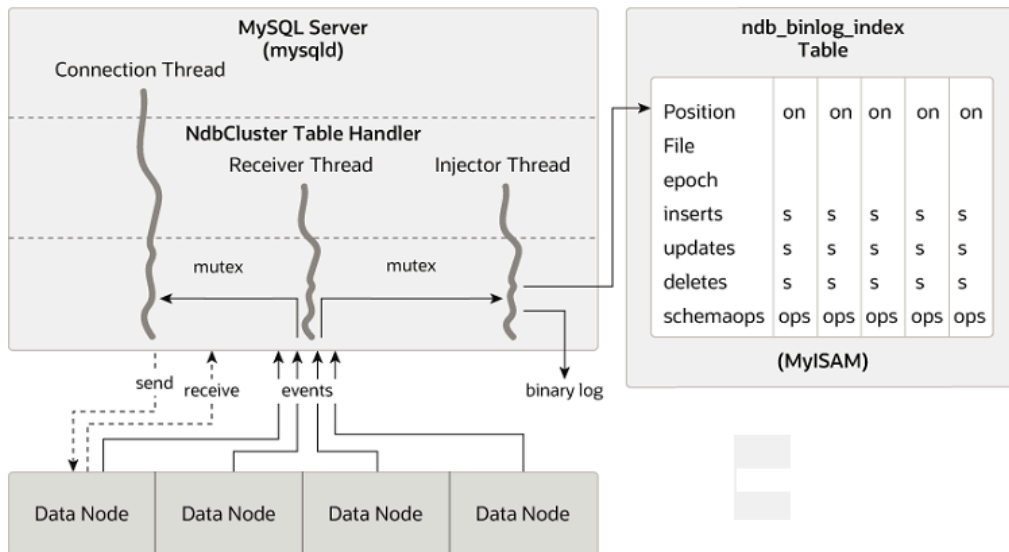 MySQL Server
(mysqld)
Connection Thread
NdbCluster Table Handler
Receiver Thread
Injector Thread
mutex
mutex
send
receive
events
binary log
Data Node
Data Node
Data Node
Data Node
ndb_binlog_index
Table
Position on on on on on
File
epoch
inserts s s s s s
updates s s s s s
deletes s s s s s
schemaops ops ops ops ops ops
(MyISAM)